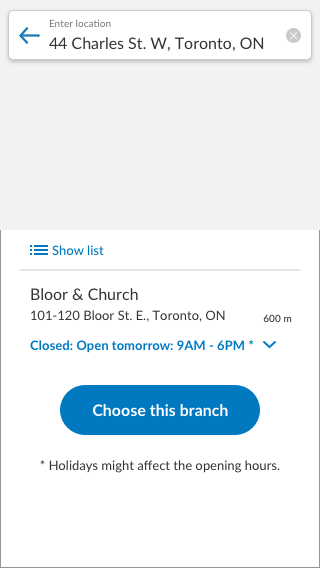 Enter location
44 Charles St. W, Toronto, ON
Show list
Bloor & Church
101-120 Bloor St. E., Toronto, ON
600 m
Closed: Open tomorrow: 9AM - 6PM *
Choose this branch
* Holidays might affect the opening hours.